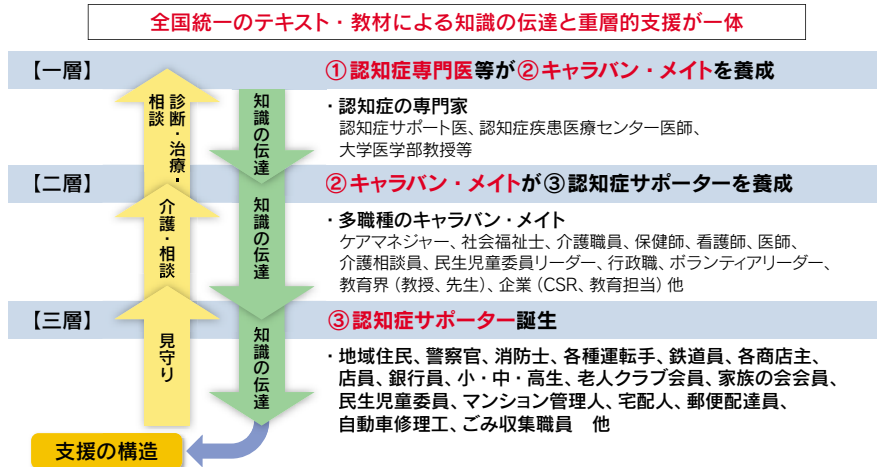 全国統一のテキスト・教材による知識の伝達と重層的支援が一体
【一層】
①認知症専門医等が②キャラバン・メイトを養成
診断・治療・
相談
知識の伝達
・認知症の専門家
認知症サポート医、認知症疾患医療センター医師、
大学医学部教授等
【二層】
②キャラバン・メイトが③認知症サポーターを養成
介護・相談
知識の伝達
・多職種のキャラバン・メイト
ケアマネジャー、社会福祉士、介護職員、保健師、看護師、医師、
介護相談員、民生児童委員リーダー、行政職、ボランティアリーダー、
教育界（教授、先生）、企業（CSR、教育担当）他
【三層】
③認知症サポーター誕生
見守り
知識の伝達
・地域住民、警察官、消防士、各種運転手、鉄道員、各商店主、
店員、銀行員、小・中・高生、老人クラブ会員、家族の会会員、
民生児童委員、マンション管理人、宅配人、郵便配達員、
自動車修理工、ごみ収集職員　他
支援の構造